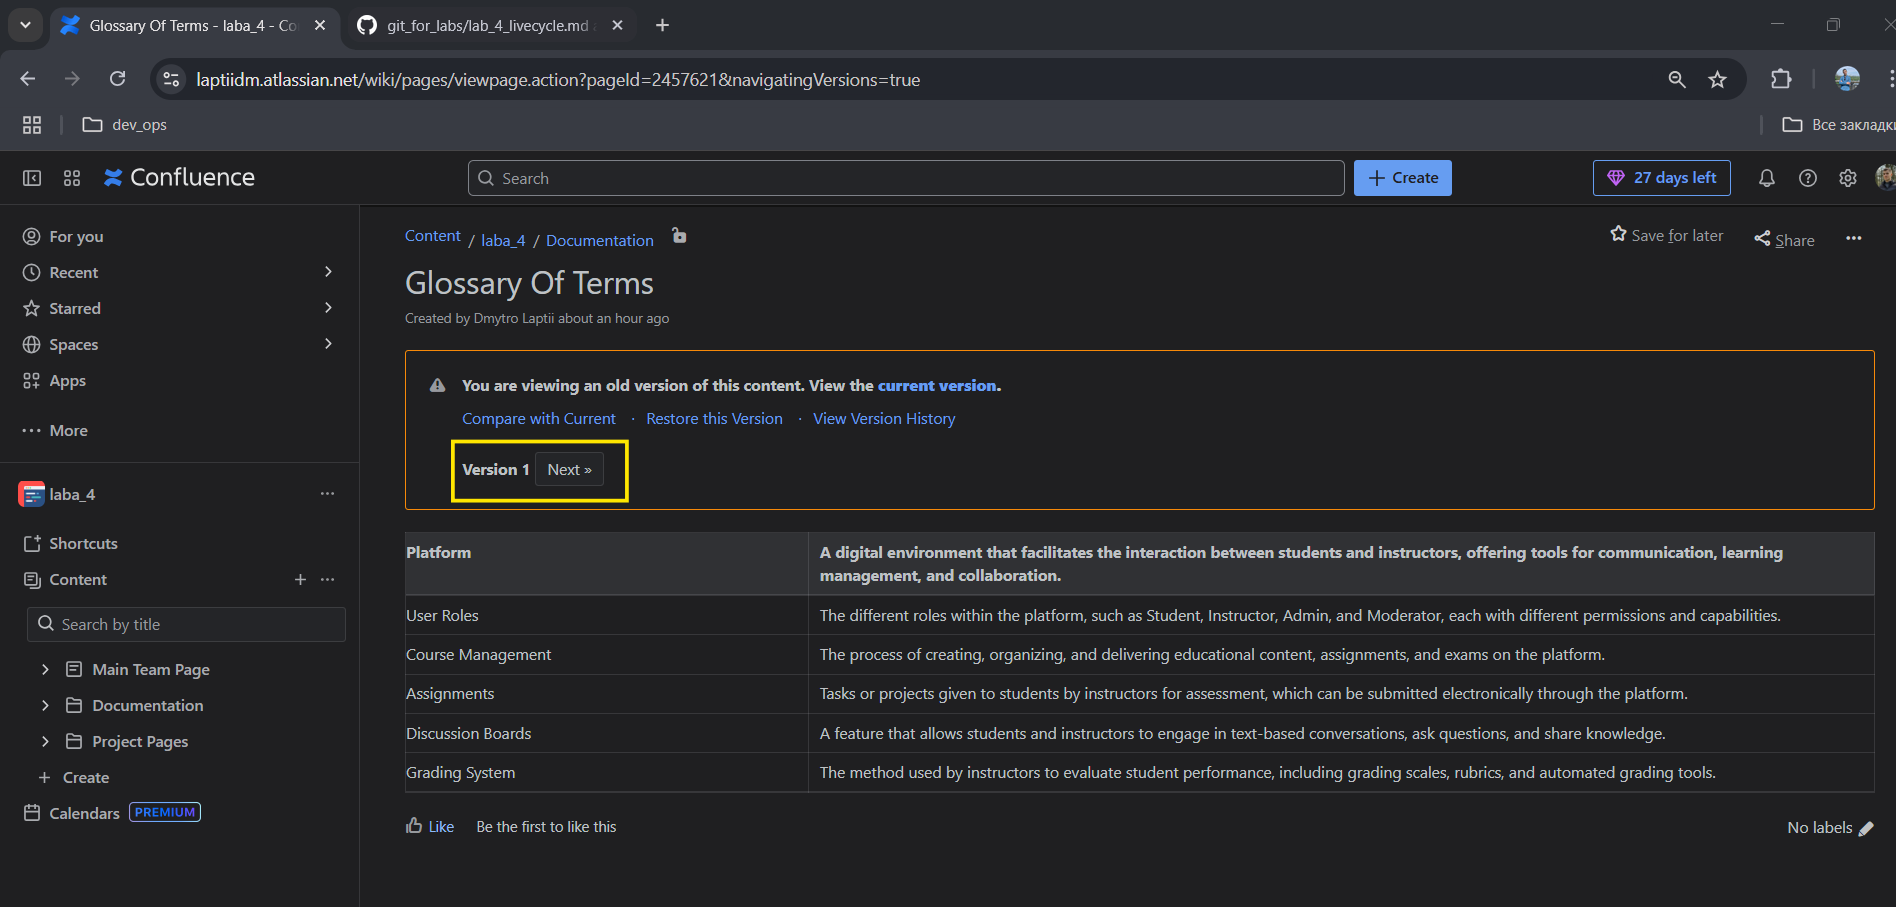 Glossary Of Terms - laba_4 - Co
git_for_labs/lab_4_livecycle.md
laptiidm.atlassian.net/wiki/pages/viewpage.action?pageId=2457621&navigatingVersions=true
dev_ops
Все закладки
Confluence
Search
+ Create
27 days left
For you
Recent
Starred
Spaces
Apps
More
laba_4
Shortcuts
Content
Search by title
Main Team Page
Documentation
Project Pages
+ Create
Calendars PREMIUM
Content / laba_4 / Documentation
Save for later
Share
Glossary Of Terms
Created by Dmytro Laptii about an hour ago
You are viewing an old version of this content. View the current version.
Compare with Current · Restore this Version · View Version History
Version 1 Next »
Platform
A digital environment that facilitates the interaction between students and instructors, offering tools for communication, learning
management, and collaboration.
User Roles
The different roles within the platform, such as Student, Instructor, Admin, and Moderator, each with different permissions and capabilities.
Course Management
The process of creating, organizing, and delivering educational content, assignments, and exams on the platform.
Assignments
Tasks or projects given to students by instructors for assessment, which can be submitted electronically through the platform.
Discussion Boards
A feature that allows students and instructors to engage in text-based conversations, ask questions, and share knowledge.
Grading System
The method used by instructors to evaluate student performance, including grading scales, rubrics, and automated grading tools.
Like
Be the first to like this
No labels